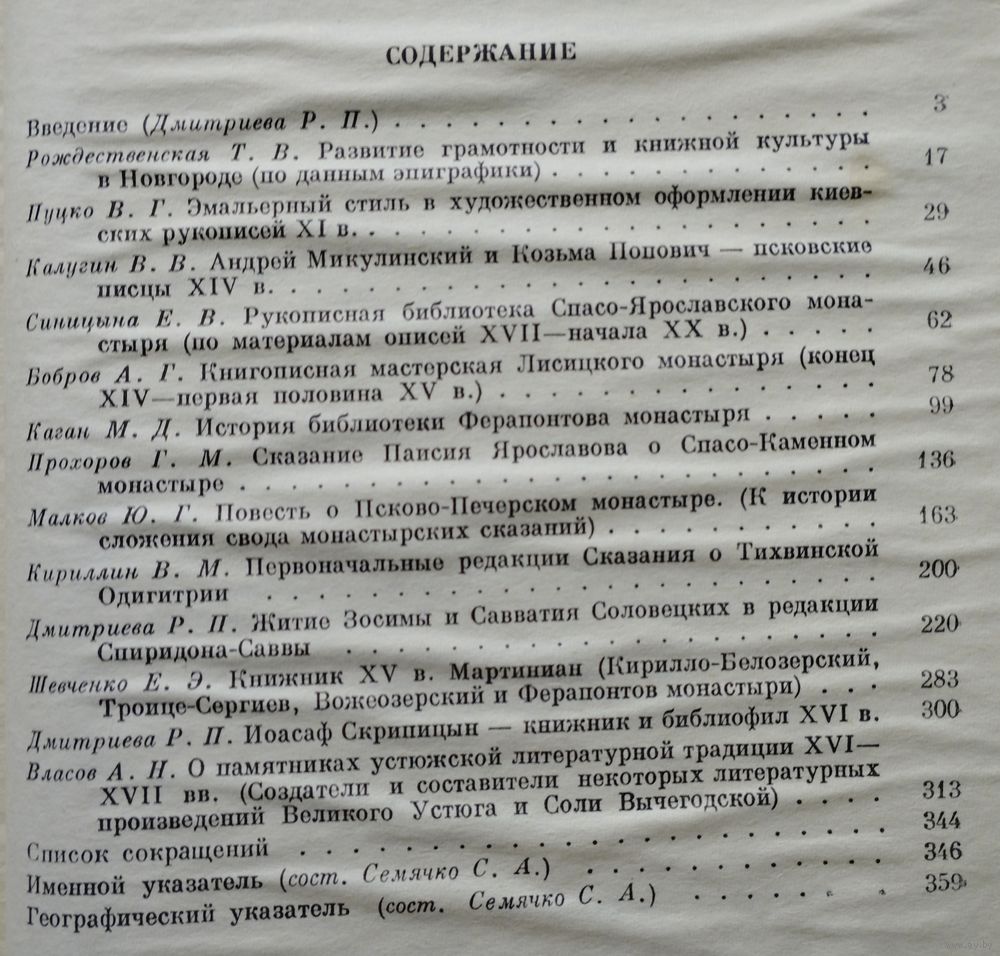 СОДЕРЖАНИЕ
Введение (Дмитриева Р. П.) . . . . . . . . . . . . . . . . 3
Рождественская Т. В. Развитие грамотности и книжной культуры
в Новгороде (по данным эпиграфики) . . . . . . . . . . . 17
Пуцко В. Г. Эмальерный стиль в художественном оформлении киев-
ских рукописей XI в. . . . . . . . . . . . . . . . . . 29
Калугин В. В. Андрей Микулинский и Козьма Попович — псковские
писцы XIV в. . . . . . . . . . . . . . . . . . . . . 46
Синицына Е. В. Рукописная библиотека Спасо-Ярославского мона-
стыря (по материалам описей XVII—начала XX в.) . . . . . 62
Бобров А. Г. Книгописная мастерская Лисицкого монастыря (конец
XIV—первая половина XV в.) . . . . . . . . . . . . . 78
Каган М. Д. История библиотеки Ферапонтова монастыря . . . . . 99
Прохоров Г. М. Сказание Паисия Ярославова о Спасо-Каменном
монастыре . . . . . . . . . . . . . . . . . . . . . 136
Малков Ю. Г. Повесть о Псково-Печерском монастыре. (К истории
сложения свода монастырских сказаний) . . . . . . . . . . 163
Кириллин В. М. Первоначальные редакции Сказания о Тихвинской
Одигитрии . . . . . . . . . . . . . . . . . . . . 200
Дмитриева Р. П. Житие Зосимы и Савватия Соловецких в редакции
Спиридона-Саввы . . . . . . . . . . . . . . . . . . 220
Шевченко Е. Э. Книжник XV в. Мартиниан (Кирилло-Белозерский,
Троице-Сергиев, Вожеозерский и Ферапонтов монастыри) . . . 283
Дмитриева Р. П. Иоасаф Скрипицын — книжник и библиофил XVI в. 300
Власов А. Н. О памятниках устюжской литературной традиции XVI—
XVII вв. (Создатели и составители некоторых литературных
произведений Великого Устюга и Соли Вычегодской) . . . . 313
Список сокращений . . . . . . . . . . . . . . . . . . 344
Именной указатель (сост. Семячко С. А.) . . . . . . . . . . 346
Географический указатель (сост. Семячко С. А.) . . . . . . . 359
www.ay.by